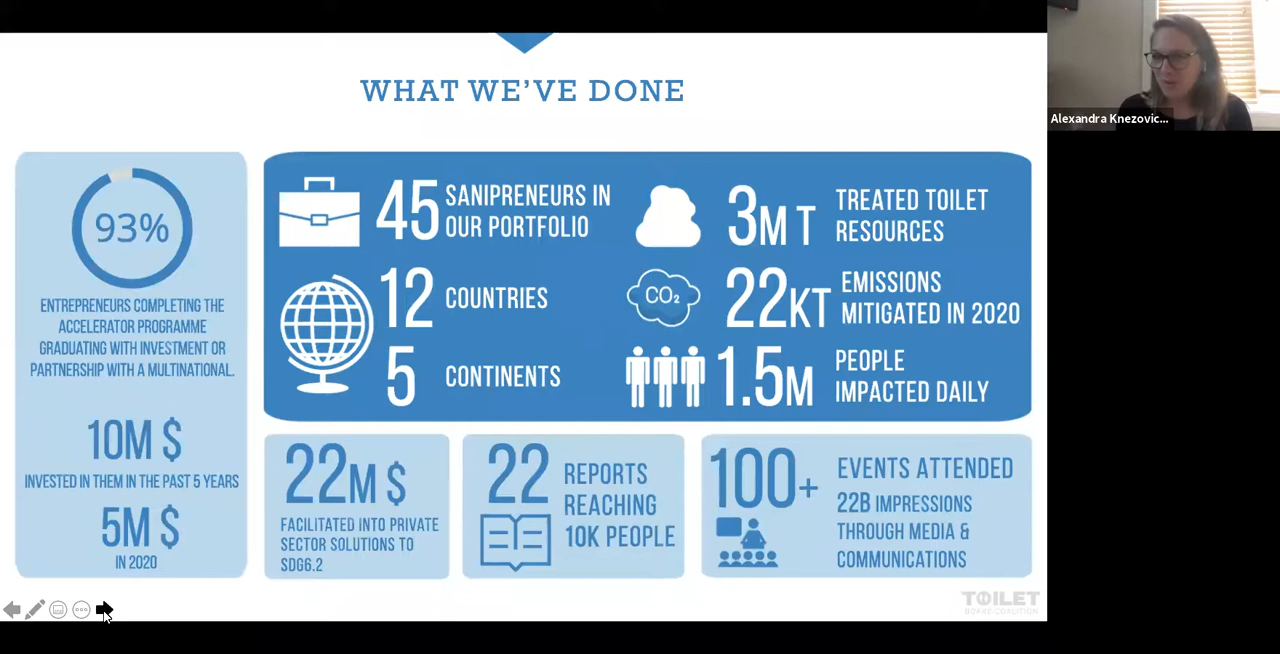 WHAT WE'VE DONE
93%
ENTREPRENEURS COMPLETING THE
ACCELERATOR PROGRAMME
GRADUATING WITH INVESTMENT OR
PARTNERSHIP WITH A MULTINATIONAL.
10M $
INVESTED IN THEM IN THE PAST 5 YEARS
5M $
IN 2020
45 SANIPRENEURS IN
OUR PORTFOLIO
12 COUNTRIES
5 CONTINENTS
3M T TREATED TOILET
RESOURCES
CO₂
22KT EMISSIONS
MITIGATED IN 2020
1.5M PEOPLE
IMPACTED DAILY
22M $
FACILITATED INTO PRIVATE
SECTOR SOLUTIONS TO
SDG6.2
22 REPORTS
REACHING
10K PEOPLE
100+ EVENTS ATTENDED
22B IMPRESSIONS
THROUGH MEDIA &
COMMUNICATIONS
TOILET
BOARD COALITION
Alexandra Knezovic...